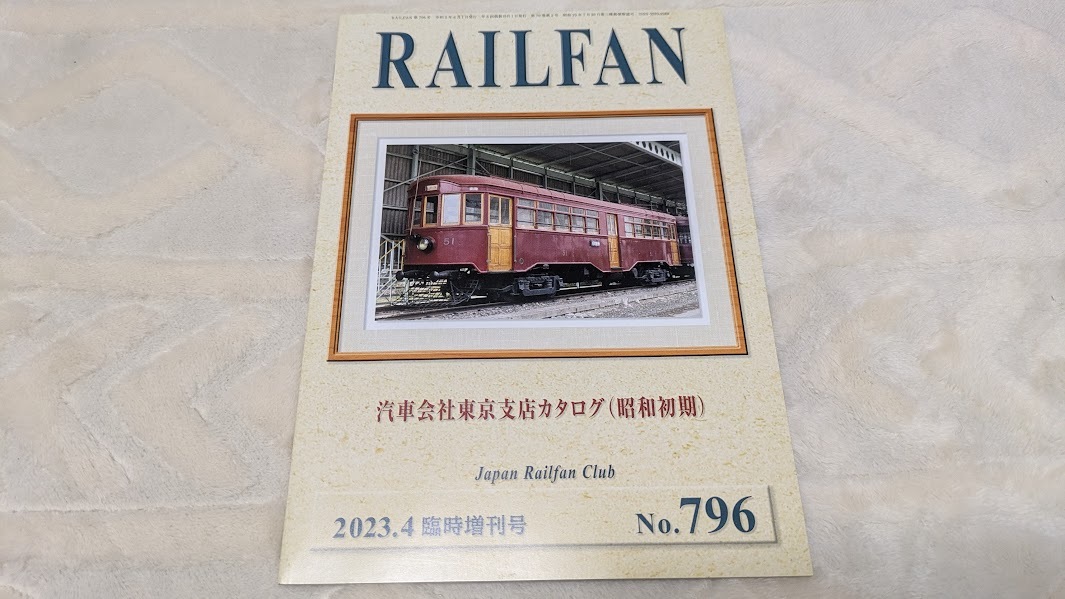 RAILFAN
51
汽車会社東京支店カタログ(昭和初期)
Japan Railfan Club
2023.4 臨時増刊号
No.796